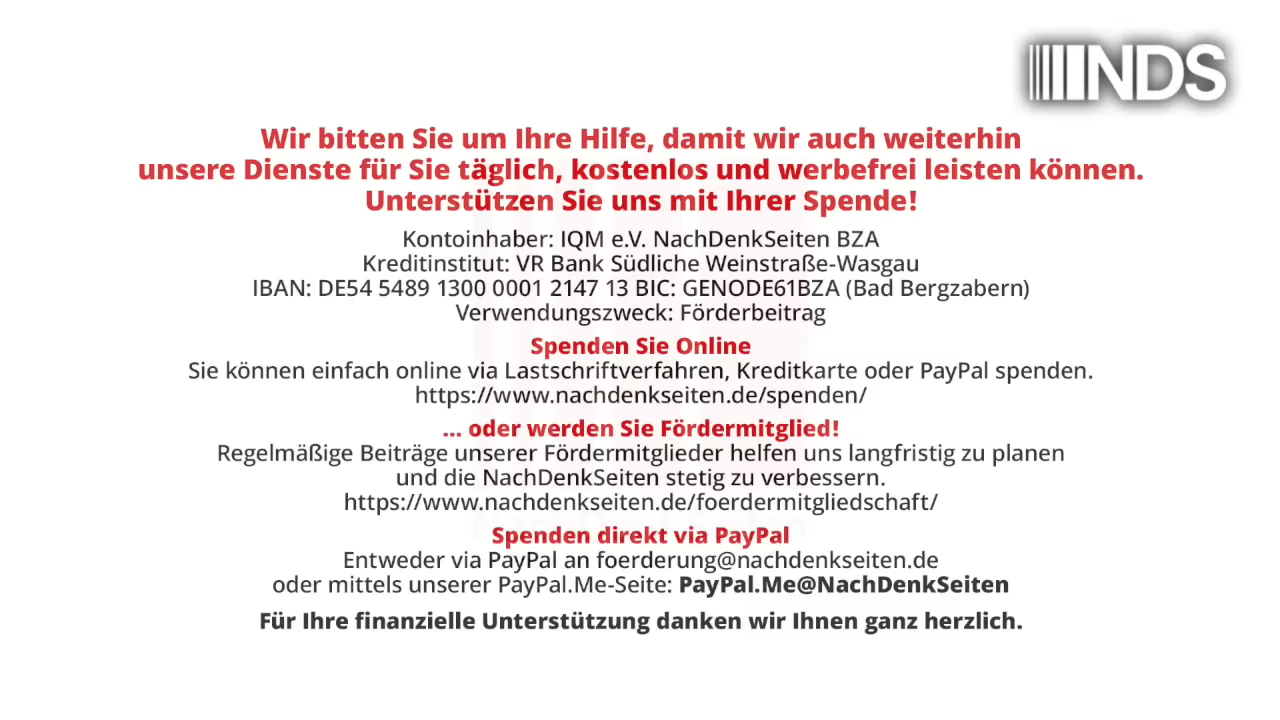 NDS
Wir bitten Sie um Ihre Hilfe, damit wir auch weiterhin
unsere Dienste für Sie täglich, kostenlos und werbefrei leisten können.
Unterstützen Sie uns mit Ihrer Spende!
Kontoinhaber: IQM e.V. NachDenkSeiten BZA
Kreditinstitut: VR Bank Südliche Weinstraße-Wasgau
IBAN: DE54 5489 1300 0001 2147 13 BIC: GENODE61BZA (Bad Bergzabern)
Verwendungszweck: Förderbeitrag
Spenden Sie Online
Sie können einfach online via Lastschriftverfahren, Kreditkarte oder PayPal spenden.
https://www.nachdenkseiten.de/spenden/
... oder werden Sie Fördermitglied!
Regelmäßige Beiträge unserer Fördermitglieder helfen uns langfristig zu planen
und die NachDenkSeiten stetig zu verbessern.
https://www.nachdenkseiten.de/foerdermitgliedschaft/
Spenden direkt via PayPal
Entweder via PayPal an foerderung@nachdenkseiten.de
oder mittels unserer PayPal.Me-Seite: PayPal.Me@NachDenkSeiten
Für Ihre finanzielle Unterstützung danken wir Ihnen ganz herzlich.